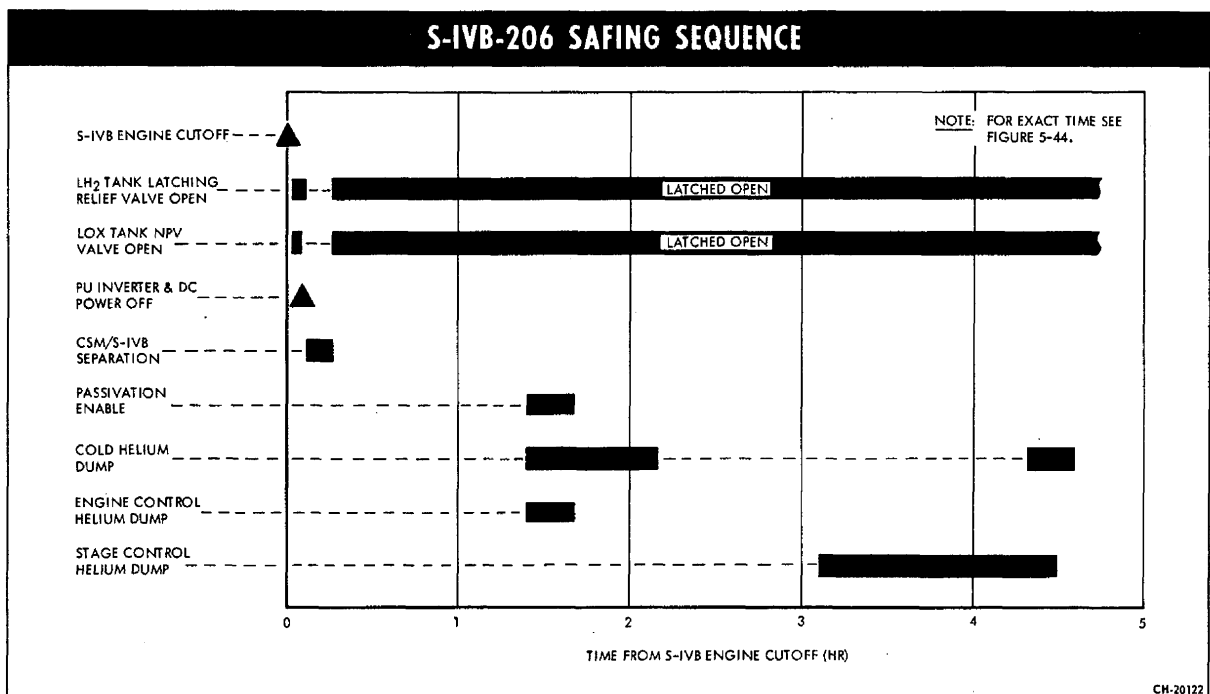 S-IVB-206 SAFING SEQUENCE
NOTE: FOR EXACT TIME SEE
FIGURE 5-44.
S-IVB ENGINE CUTOFF
LH2 TANK LATCHING
RELIEF VALVE OPEN
LATCHED OPEN
LOX TANK NPV
VALVE OPEN
LATCHED OPEN
PU INVERTER & DC
POWER OFF
CSM/S-IVB
SEPARATION
PASSIVATION
ENABLE
COLD HELIUM
DUMP
ENGINE CONTROL
HELIUM DUMP
STAGE CONTROL
HELIUM DUMP
0 1 2 3 4 5
TIME FROM S-IVB ENGINE CUTOFF (HR)
CH-20122